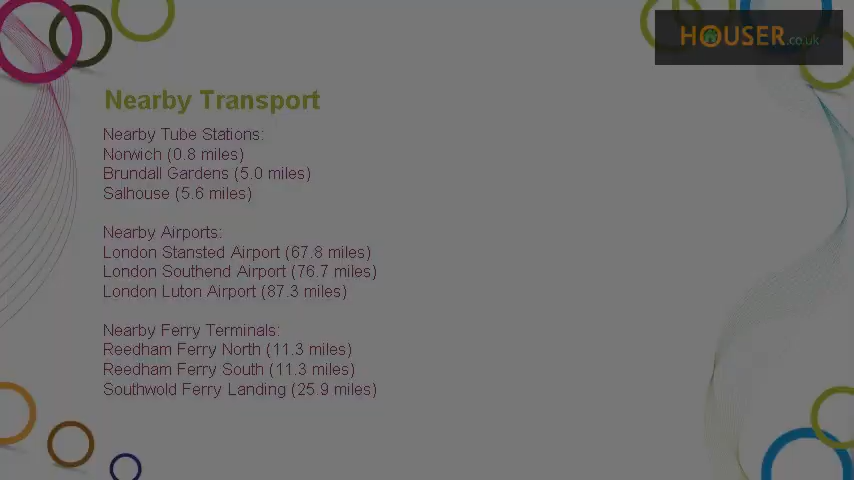 HOUSER.co.uk
Nearby Transport
Nearby Tube Stations:
Norwich (0.8 miles)
Brundall Gardens (5.0 miles)
Salhouse (5.6 miles)
Nearby Airports:
London Stansted Airport (67.8 miles)
London Southend Airport (76.7 miles)
London Luton Airport (87.3 miles)
Nearby Ferry Terminals:
Reedham Ferry North (11.3 miles)
Reedham Ferry South (11.3 miles)
Southwold Ferry Landing (25.9 miles)